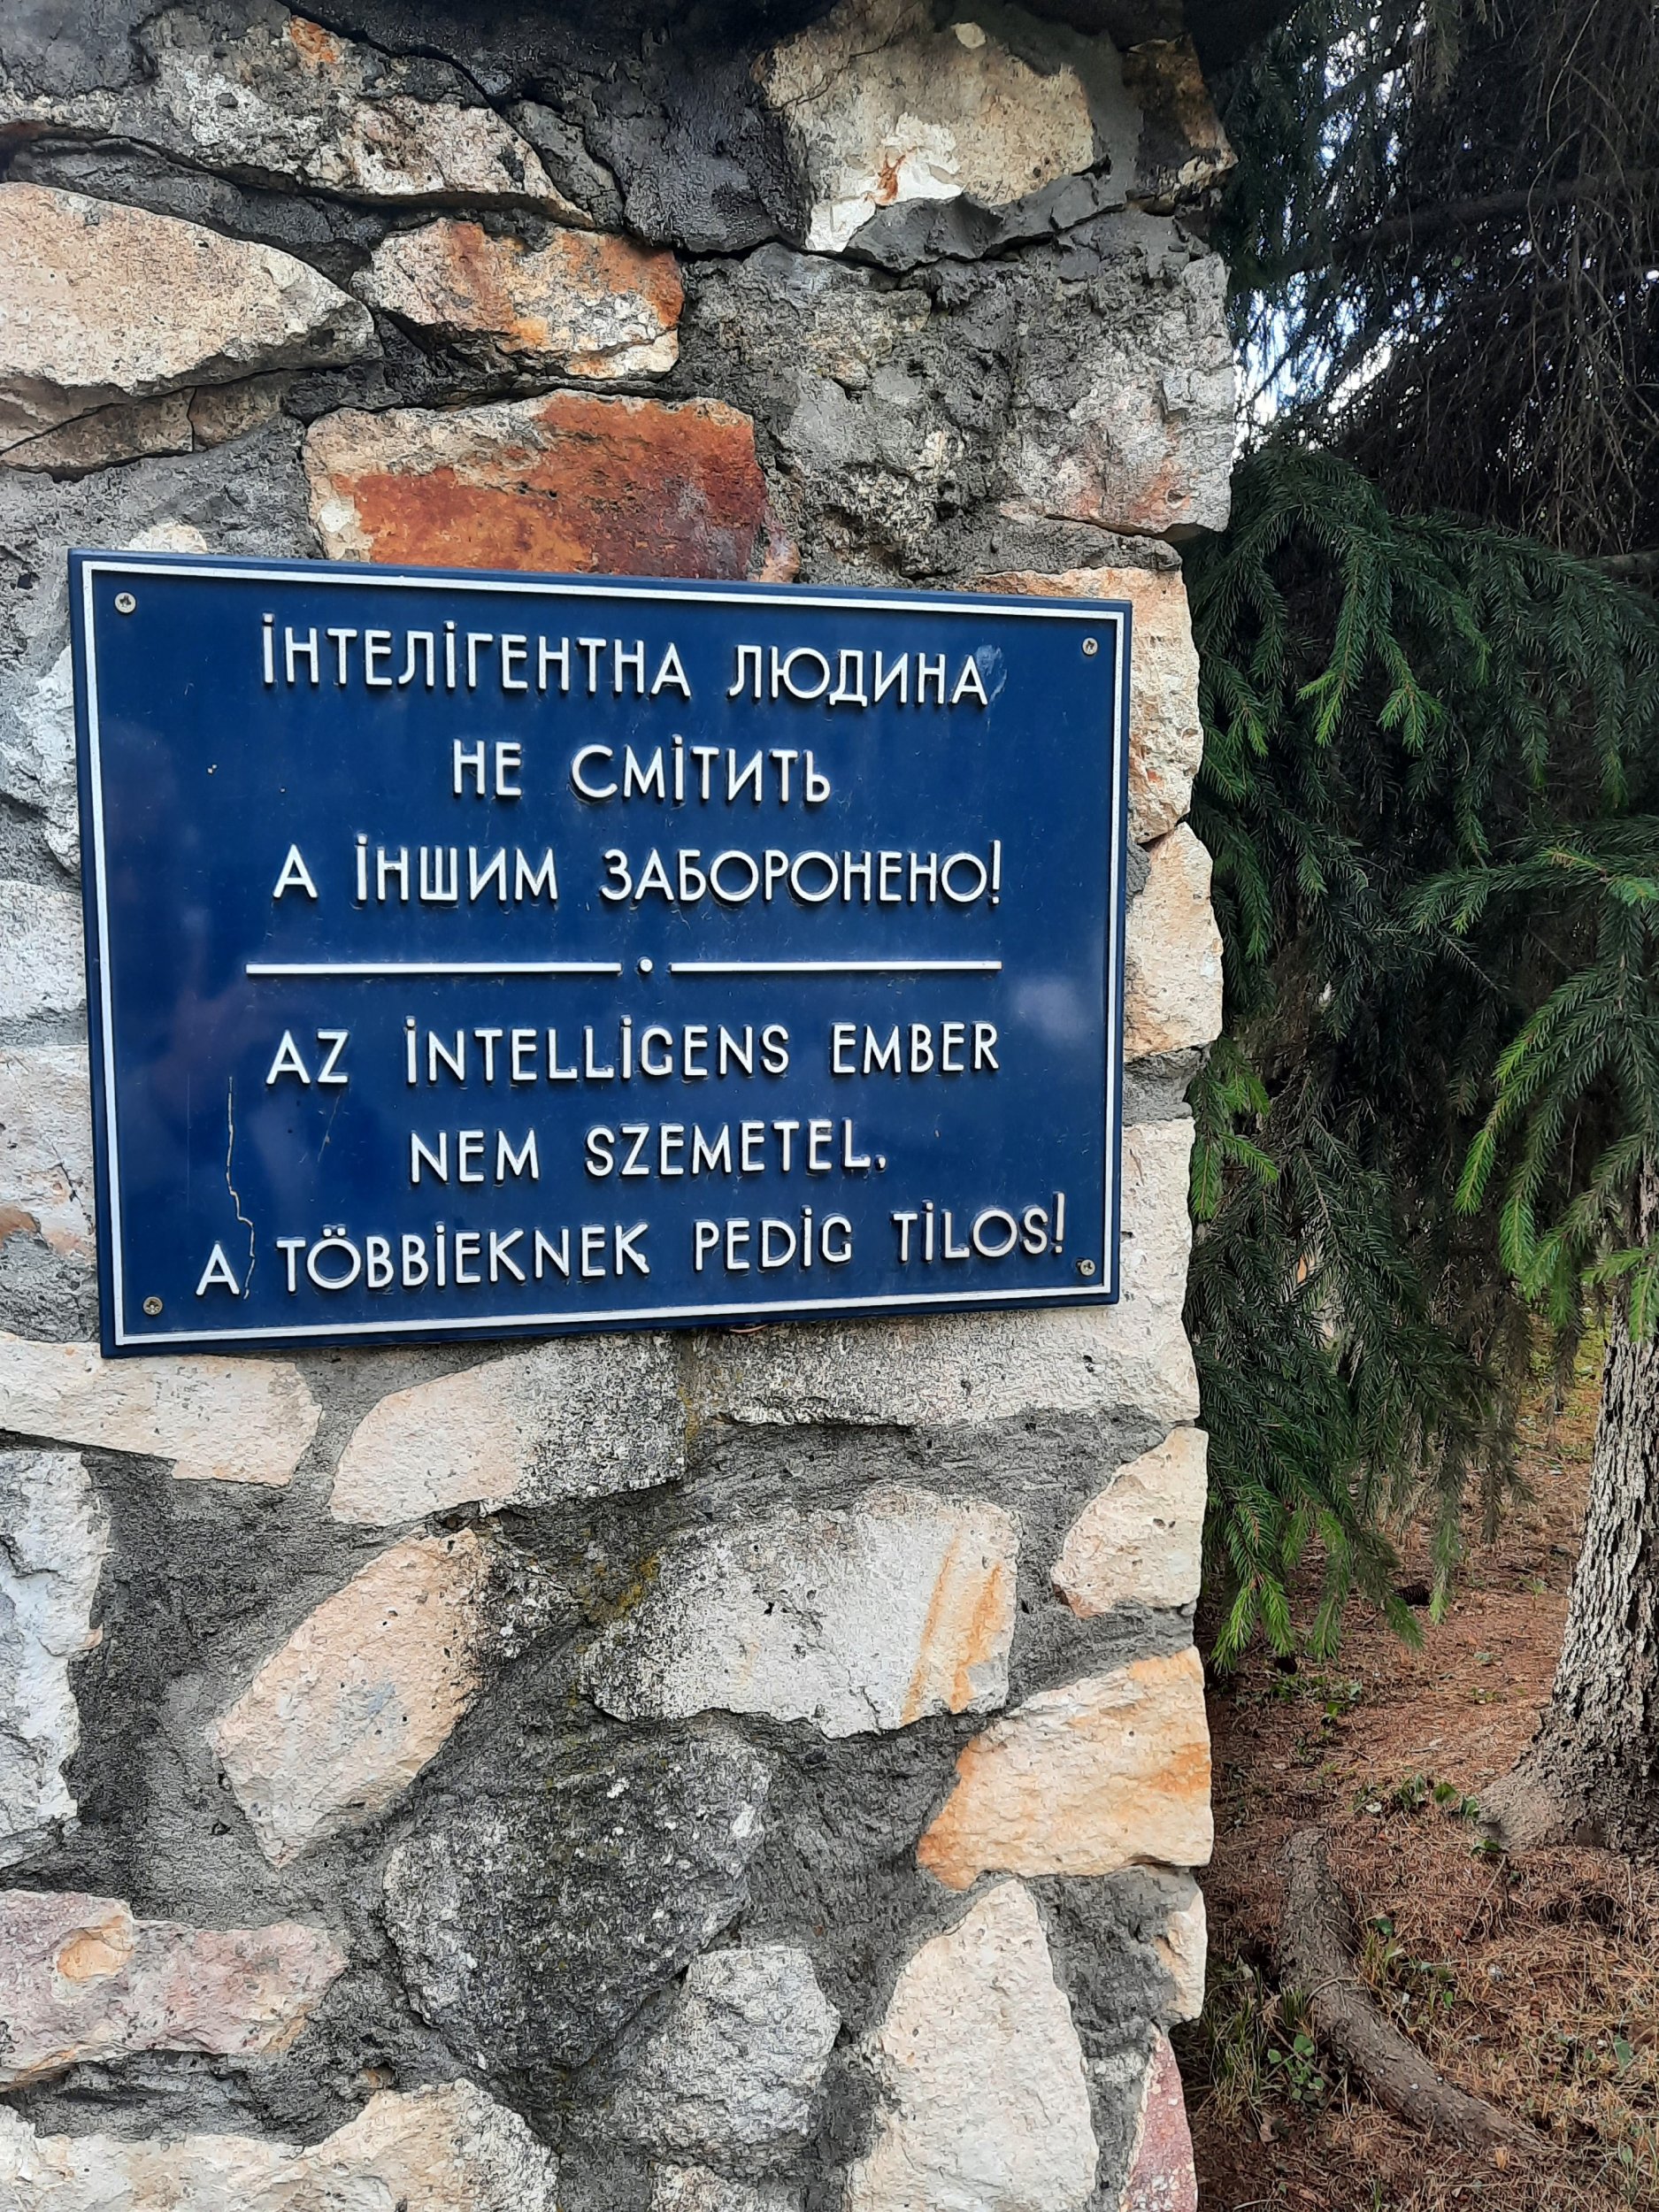 ІНТЕЛІГЕНТНА ЛЮДИНА
НЕ СМІТИТЬ
А ІНШИМ ЗАБОРОНЕНО!
AZ INTELLIGENS EMBER
NEM SZEMETEL,
A TÖBBIEKNEK PEDIG TILOS!